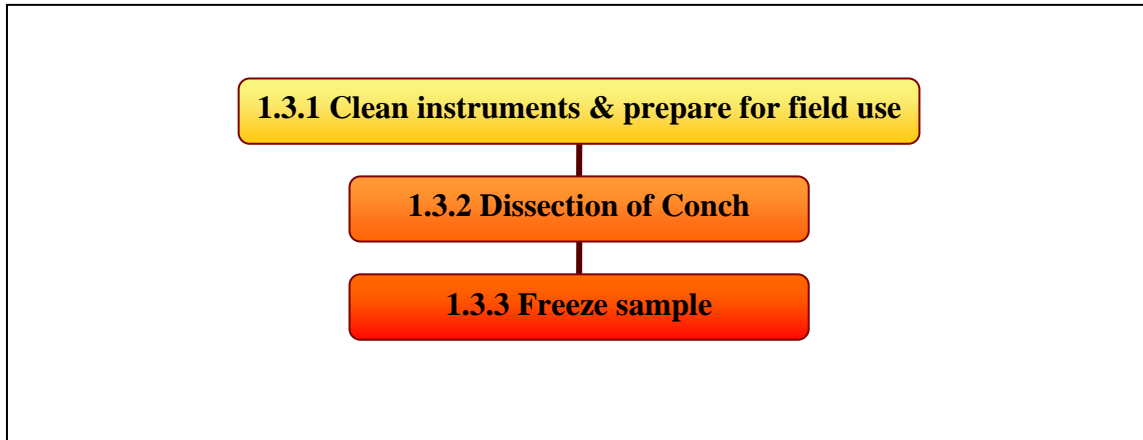 1.3.1 Clean instruments & prepare for field use
1.3.2 Dissection of Conch
1.3.3 Freeze sample